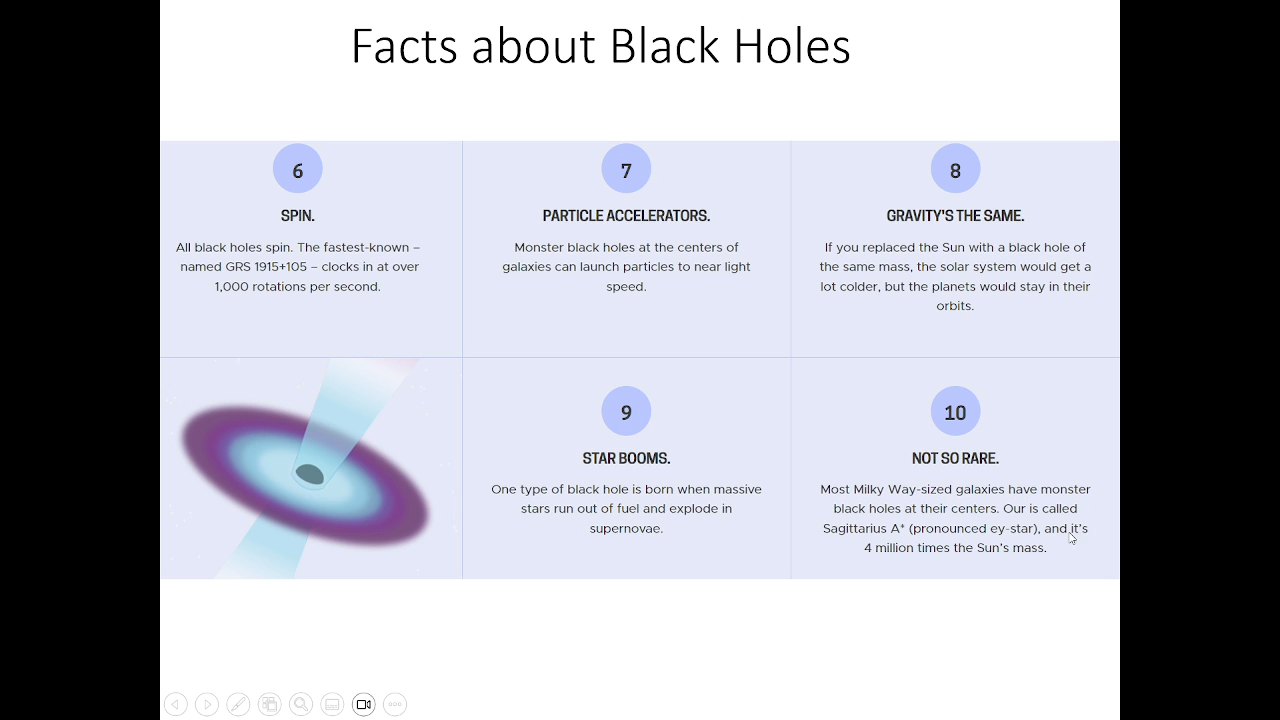 Facts about Black Holes
6
SPIN.
All black holes spin. The fastest-known –
named GRS 1915+105 – clocks in at over
1,000 rotations per second.
7
PARTICLE ACCELERATORS.
Monster black holes at the centers of
galaxies can launch particles to near light
speed.
8
GRAVITY'S THE SAME.
If you replaced the Sun with a black hole of
the same mass, the solar system would get a
lot colder, but the planets would stay in their
orbits.
9
STAR BOOMS.
One type of black hole is born when massive
stars run out of fuel and explode in
supernovae.
10
NOT SO RARE.
Most Milky Way-sized galaxies have monster
black holes at their centers. Our is called
Sagittarius A* (pronounced ey-star), and it's
4 million times the Sun's mass.